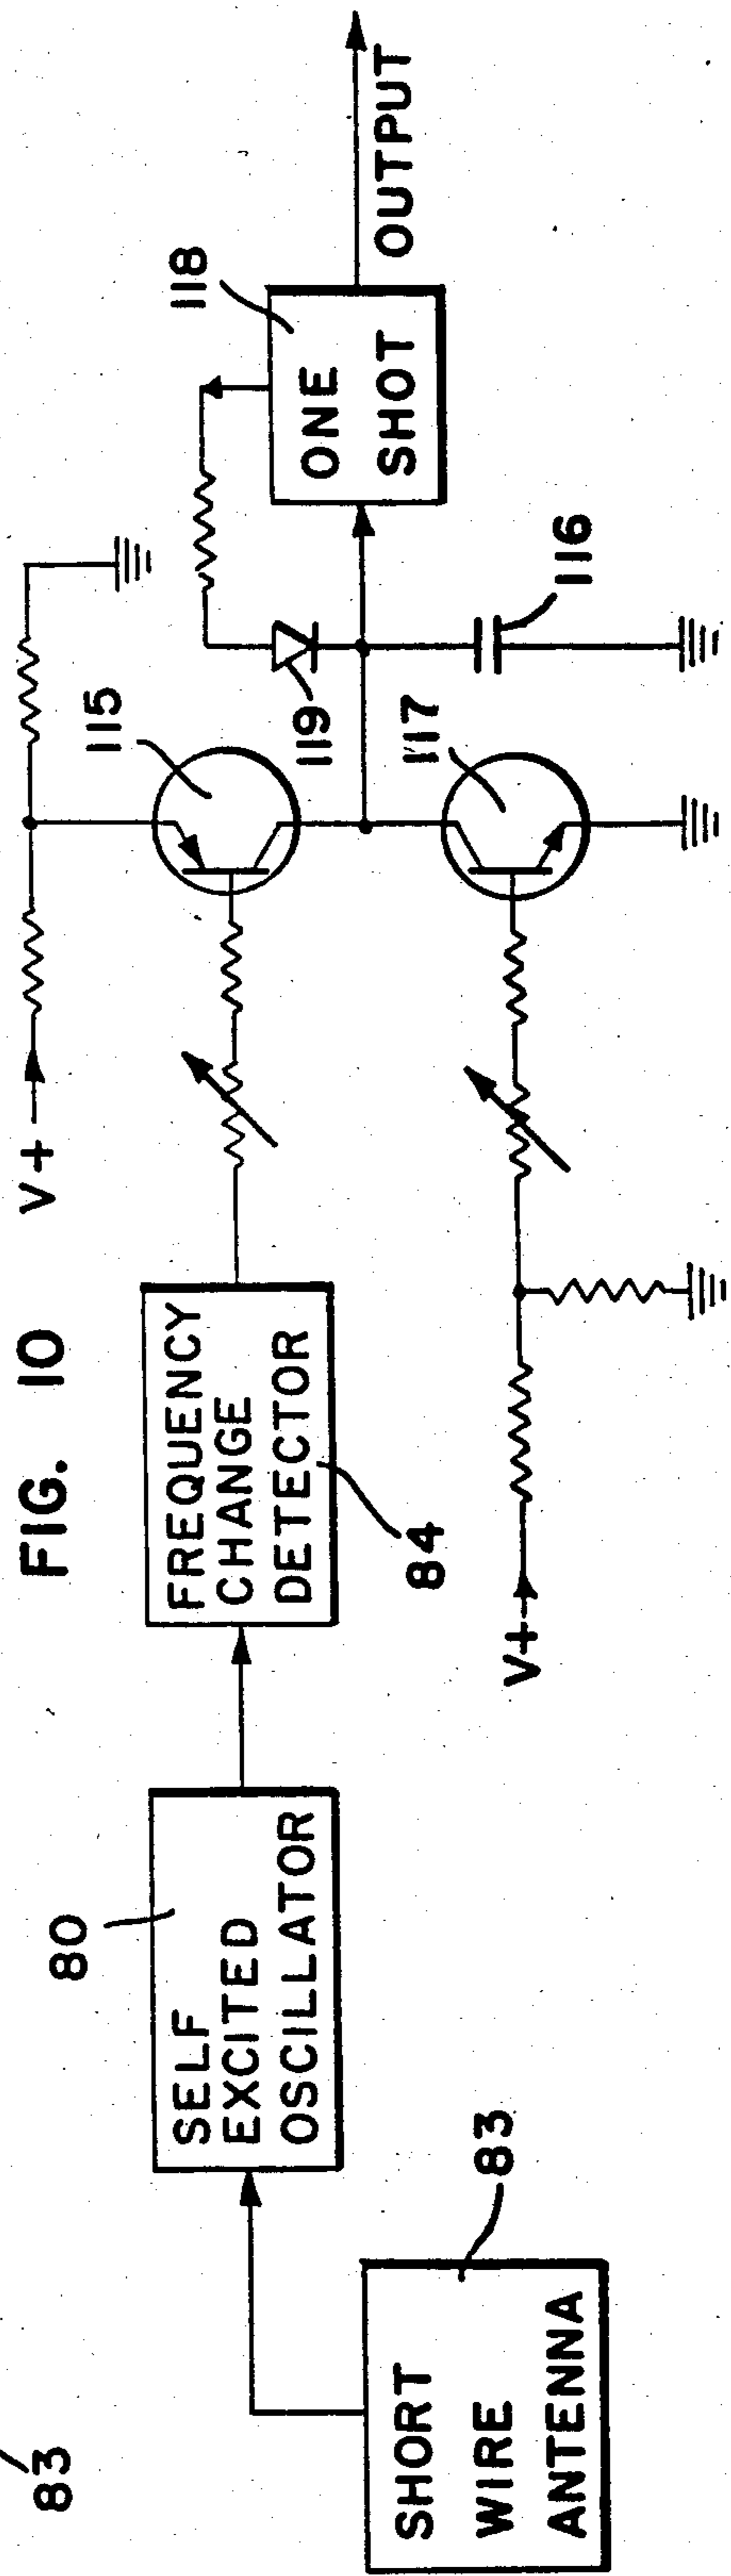 FIG. 10
83
SHORT
WIRE
ANTENNA
83
SELF
EXCITED
OSCILLATOR
80
FREQUENCY
CHANGE
DETECTOR
84
V+
V+
115
117
119
116
ONE
SHOT
118
OUTPUT